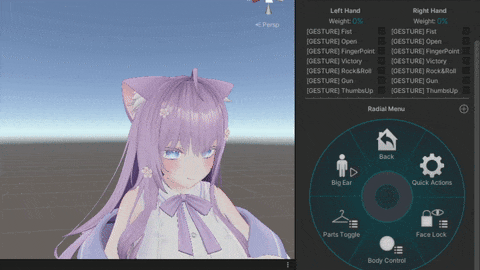 Persp
Left Hand
Right Hand
Weight: 0%
Weight: 0%
[GESTURE] Fist
[GESTURE] Fist
[GESTURE] Open
[GESTURE] Open
[GESTURE] FingerPoint
[GESTURE] FingerPoint
[GESTURE] Victory
[GESTURE] Victory
[GESTURE] Rock&Roll
[GESTURE] Rock&Roll
[GESTURE] Gun
[GESTURE] Gun
[GESTURE] ThumbsUp
[GESTURE] ThumbsUp
Radial Menu
Back
Big Ear
Quick Actions
Parts Toggle
Face Lock
Body Control